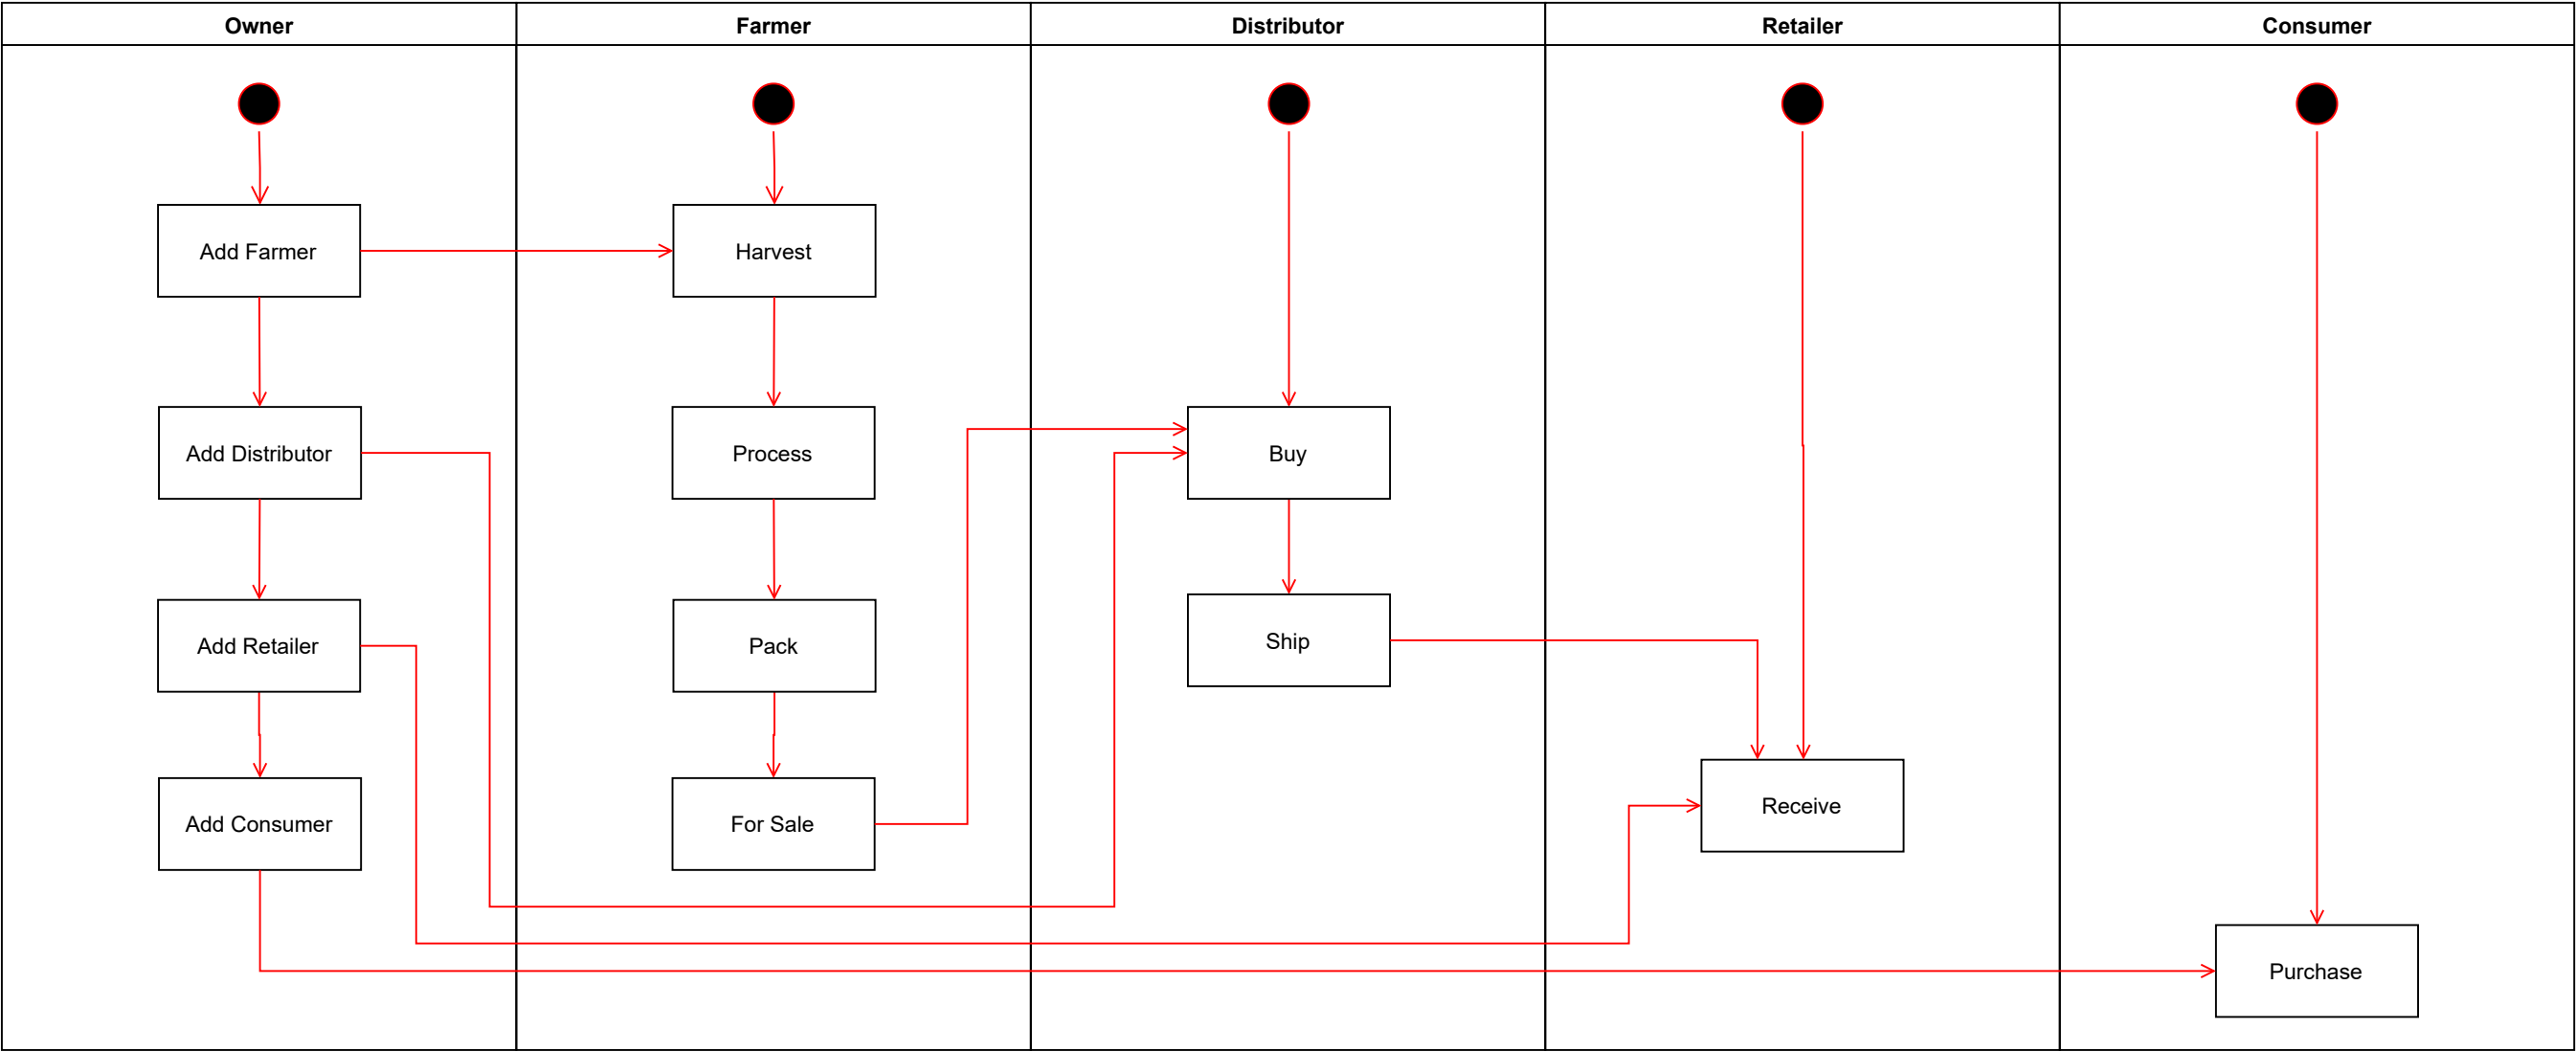 Owner
Farmer
Distributor
Retailer
Consumer
Add Farmer
Harvest
Add Distributor
Process
Buy
Add Retailer
Pack
Ship
Add Consumer
For Sale
Receive
Purchase